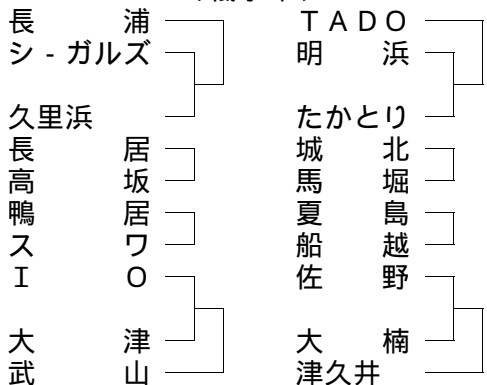 長　浦
シ-ガルズ
久里浜
長　居
高　坂
鴨　居
ス　ワ
I　O
大　津
武　山
TADO
明　浜
たかとり
城　北
馬　堀
夏　島
船　越
佐　野
大　楠
津久井